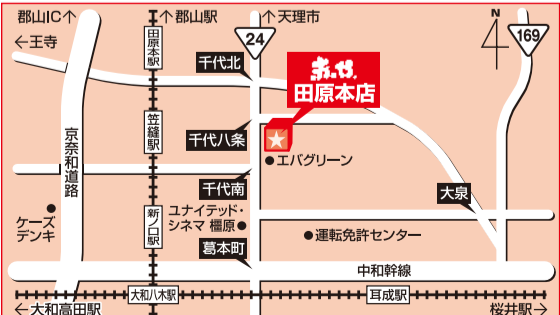 郡山IC↑
↑郡山駅
↑天理市
N
←王寺
田原本駅
24
169
千代北
赤のれん
田原本店
京奈和道路
笠縫駅
千代八条
エバグリーン
千代南
大泉
ケーズ
デンキ
新ノ口駅
ユナイテッド・
シネマ 橿原
運転免許センター
葛本町
中和幹線
大和八木駅
耳成駅
←大和高田駅
桜井駅→